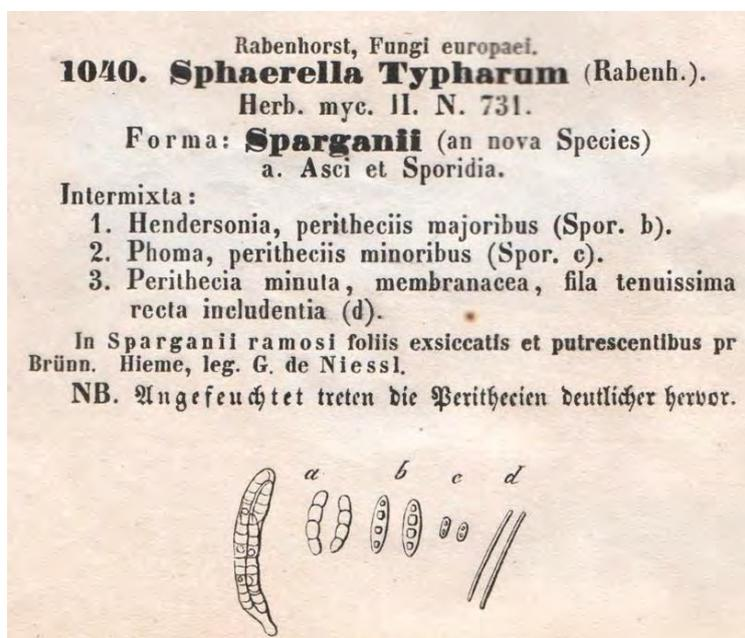 Rabenhorst, Fungi europaei.
1040. Sphaerella Typharum (Rabenh.).
Herb. myc. II. N. 731.
Forma: Sparganii (an nova Species)
a. Asci et Sporidia.
Intermixta:
1. Hendersonia, peritheciis majoribus (Spor. b).
2. Phoma, peritheciis minoribus (Spor. c).
3. Perithecia minuta, membranacea, fila tenuissima
recta includentia (d).
In Sparganii ramosi foliis exsiccatis et putrescentibus pr
Brünn. Hieme, leg. G. de Niessl.
NB. Angefeuchtet treten die Perithecien deutlicher hervor.
a b c d